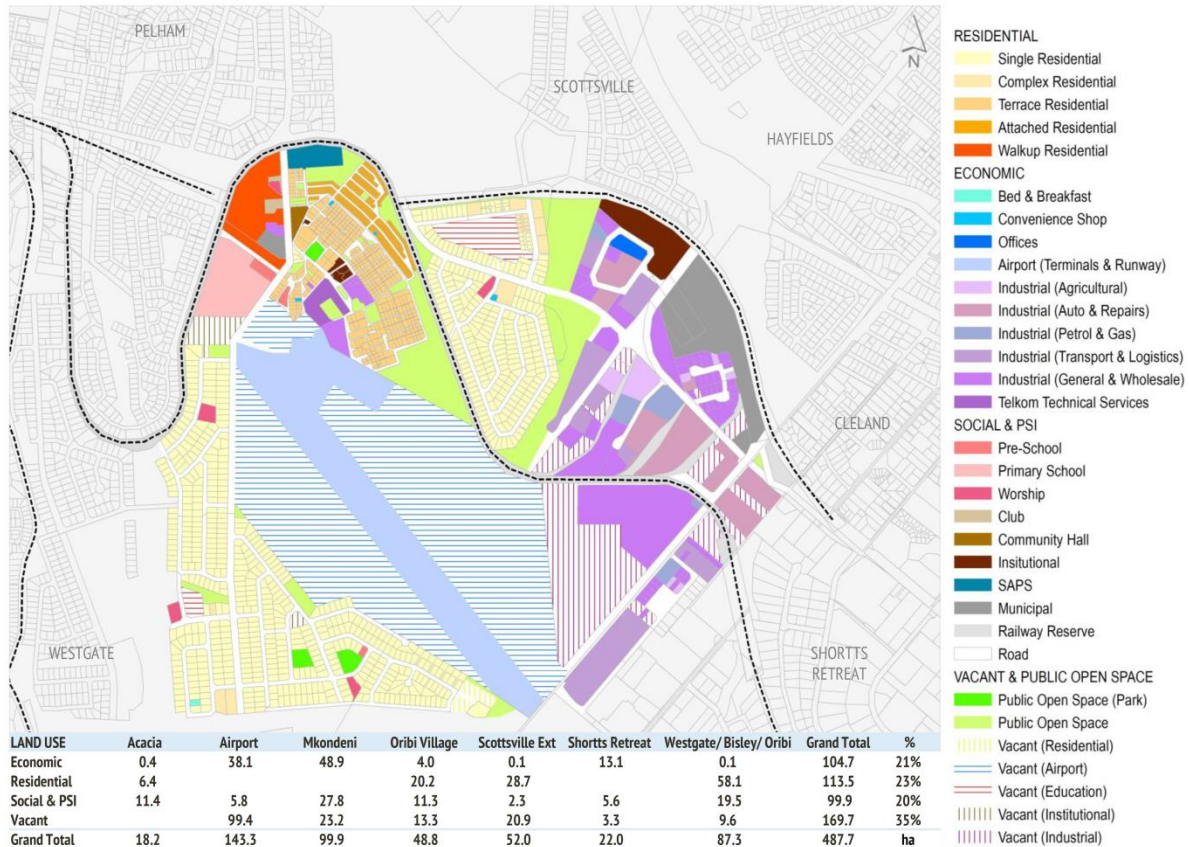 PELHAM
SCOTTSVILLE
HAYFIELDS
CLELAND
WESTGATE
SHORTTS
RETREAT
N
RESIDENTIAL
Single Residential
Complex Residential
Terrace Residential
Attached Residential
Walkup Residential
ECONOMIC
Bed & Breakfast
Convenience Shop
Offices
Airport (Terminals & Runway)
Industrial (Agricultural)
Industrial (Auto & Repairs)
Industrial (Petrol & Gas)
Industrial (Transport & Logistics)
Industrial (General & Wholesale)
Telkom Technical Services
SOCIAL & PSI
Pre-School
Primary School
Worship
Club
Community Hall
Insitutional
SAPS
Municipal
Railway Reserve
Road
VACANT & PUBLIC OPEN SPACE
Public Open Space (Park)
Public Open Space
Vacant (Residential)
Vacant (Airport)
Vacant (Education)
Vacant (Institutional)
Vacant (Industrial)
LAND USE Acacia Airport Mkondeni Oribi Village Scottsville Ext Shortts Retreat Westgate/ Bisley/ Oribi Grand Total %
Economic 0.4 38.1 48.9 4.0 0.1 13.1 0.1 104.7 21%
Residential 6.4 20.2 28.7 58.1 113.5 23%
Social & PSI 11.4 5.8 27.8 11.3 2.3 5.6 19.5 99.9 20%
Vacant 99.4 23.2 13.3 20.9 3.3 9.6 169.7 35%
Grand Total 18.2 143.3 99.9 48.8 52.0 22.0 87.3 487.7 ha